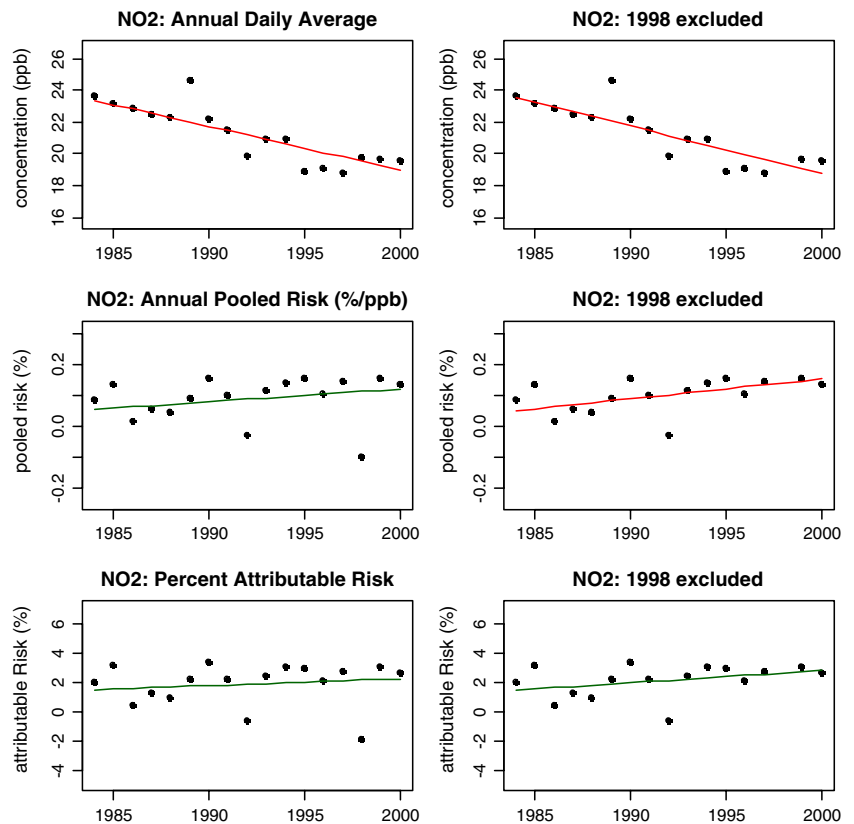 NO2: Annual Daily Average
concentration (ppb)
26
24
22
20
18
16
1985 1990 1995 2000
NO2: 1998 excluded
concentration (ppb)
26
24
22
20
18
16
1985 1990 1995 2000
NO2: Annual Pooled Risk (%/ppb)
pooled risk (%)
0.2
0.0
-0.2
1985 1990 1995 2000
NO2: 1998 excluded
pooled risk (%)
0.2
0.0
-0.2
1985 1990 1995 2000
NO2: Percent Attributable Risk
attributable Risk (%)
6
4
2
0
-2
-4
1985 1990 1995 2000
NO2: 1998 excluded
attributable Risk (%)
6
4
2
0
-2
-4
1985 1990 1995 2000